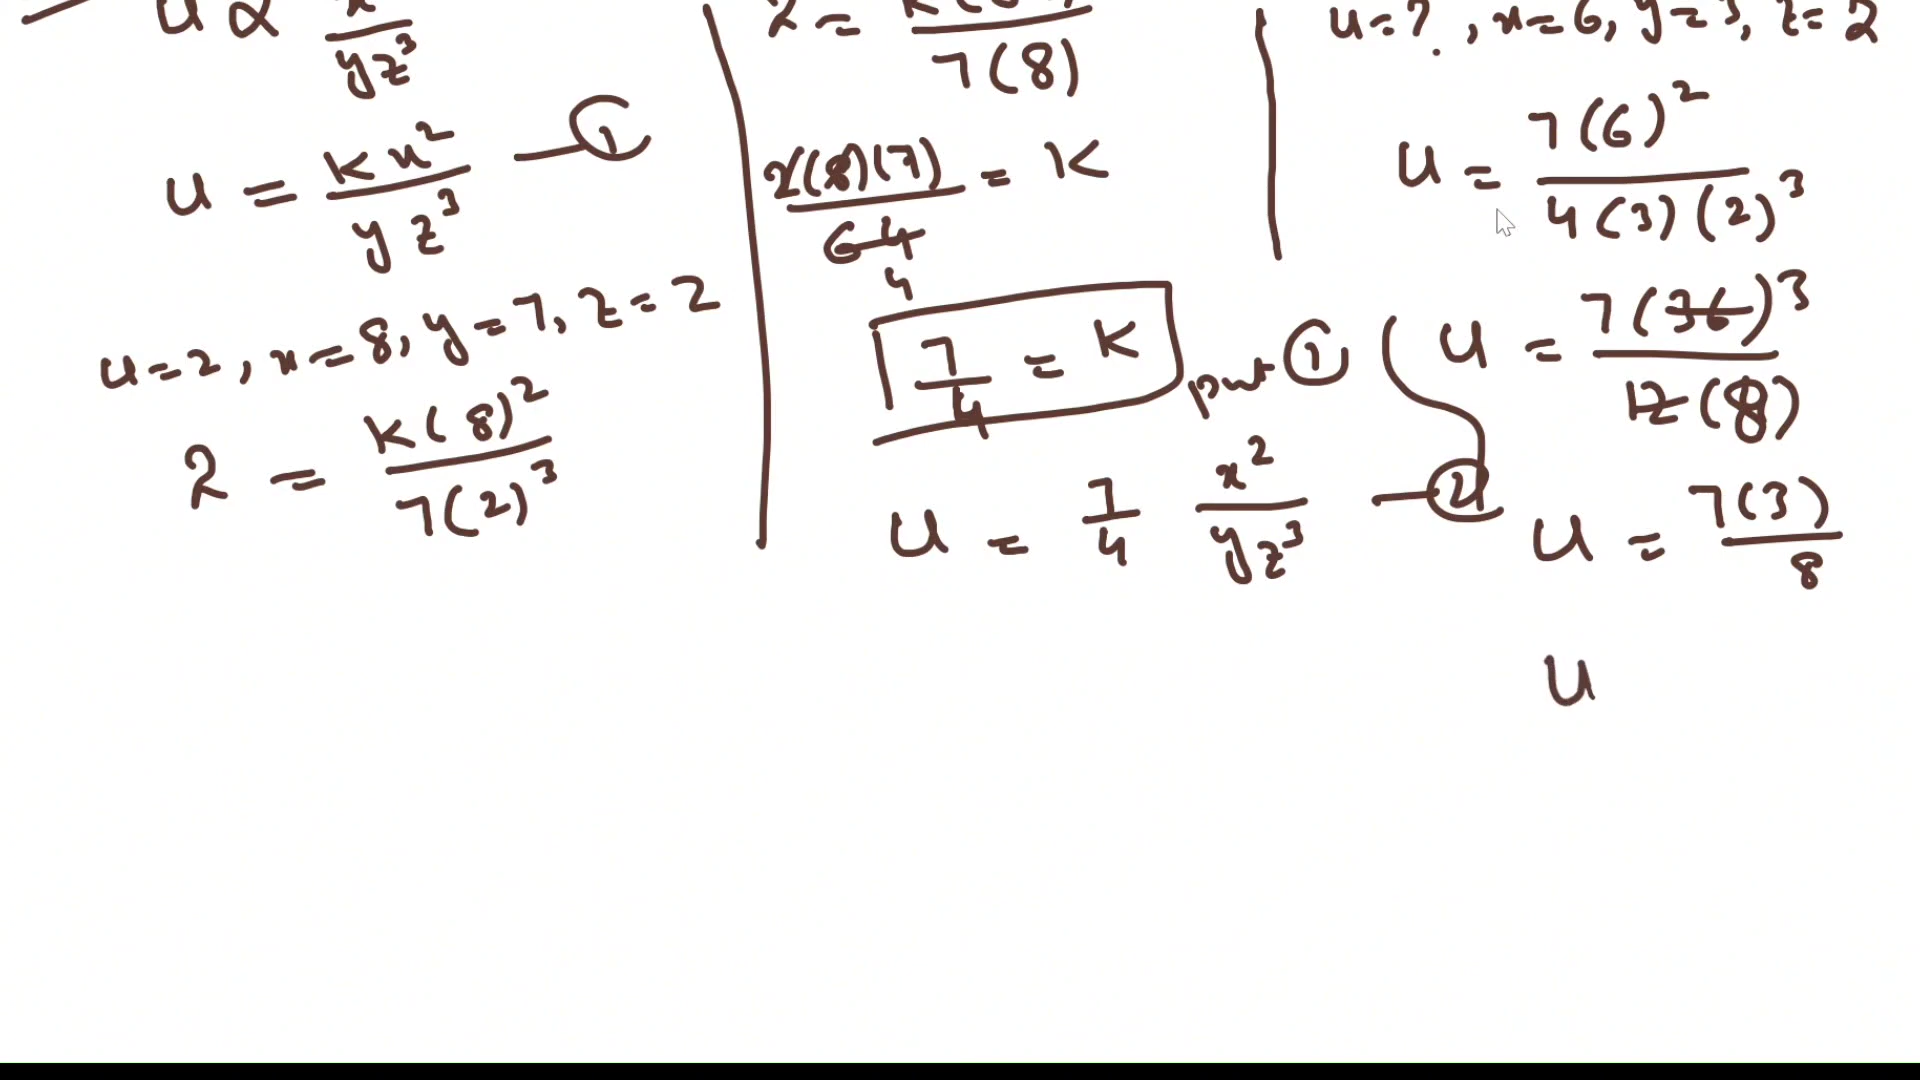 u ∝ x/yz³
u = kx²/yz³ —①
u=2, x=8, y=7, z=2
2 = k(8)²/7(2)³
2 = k(8)/7(8)
2(8)(7)/64 = k
4
7/4 = k put ①
u = 7/4 x²/yz³ —②
u=?, x=6, y=3, z=2
u = 7(6)²/4(3)(2)³
u = 7(36)³/12(8)
u = 7(3)/8
u